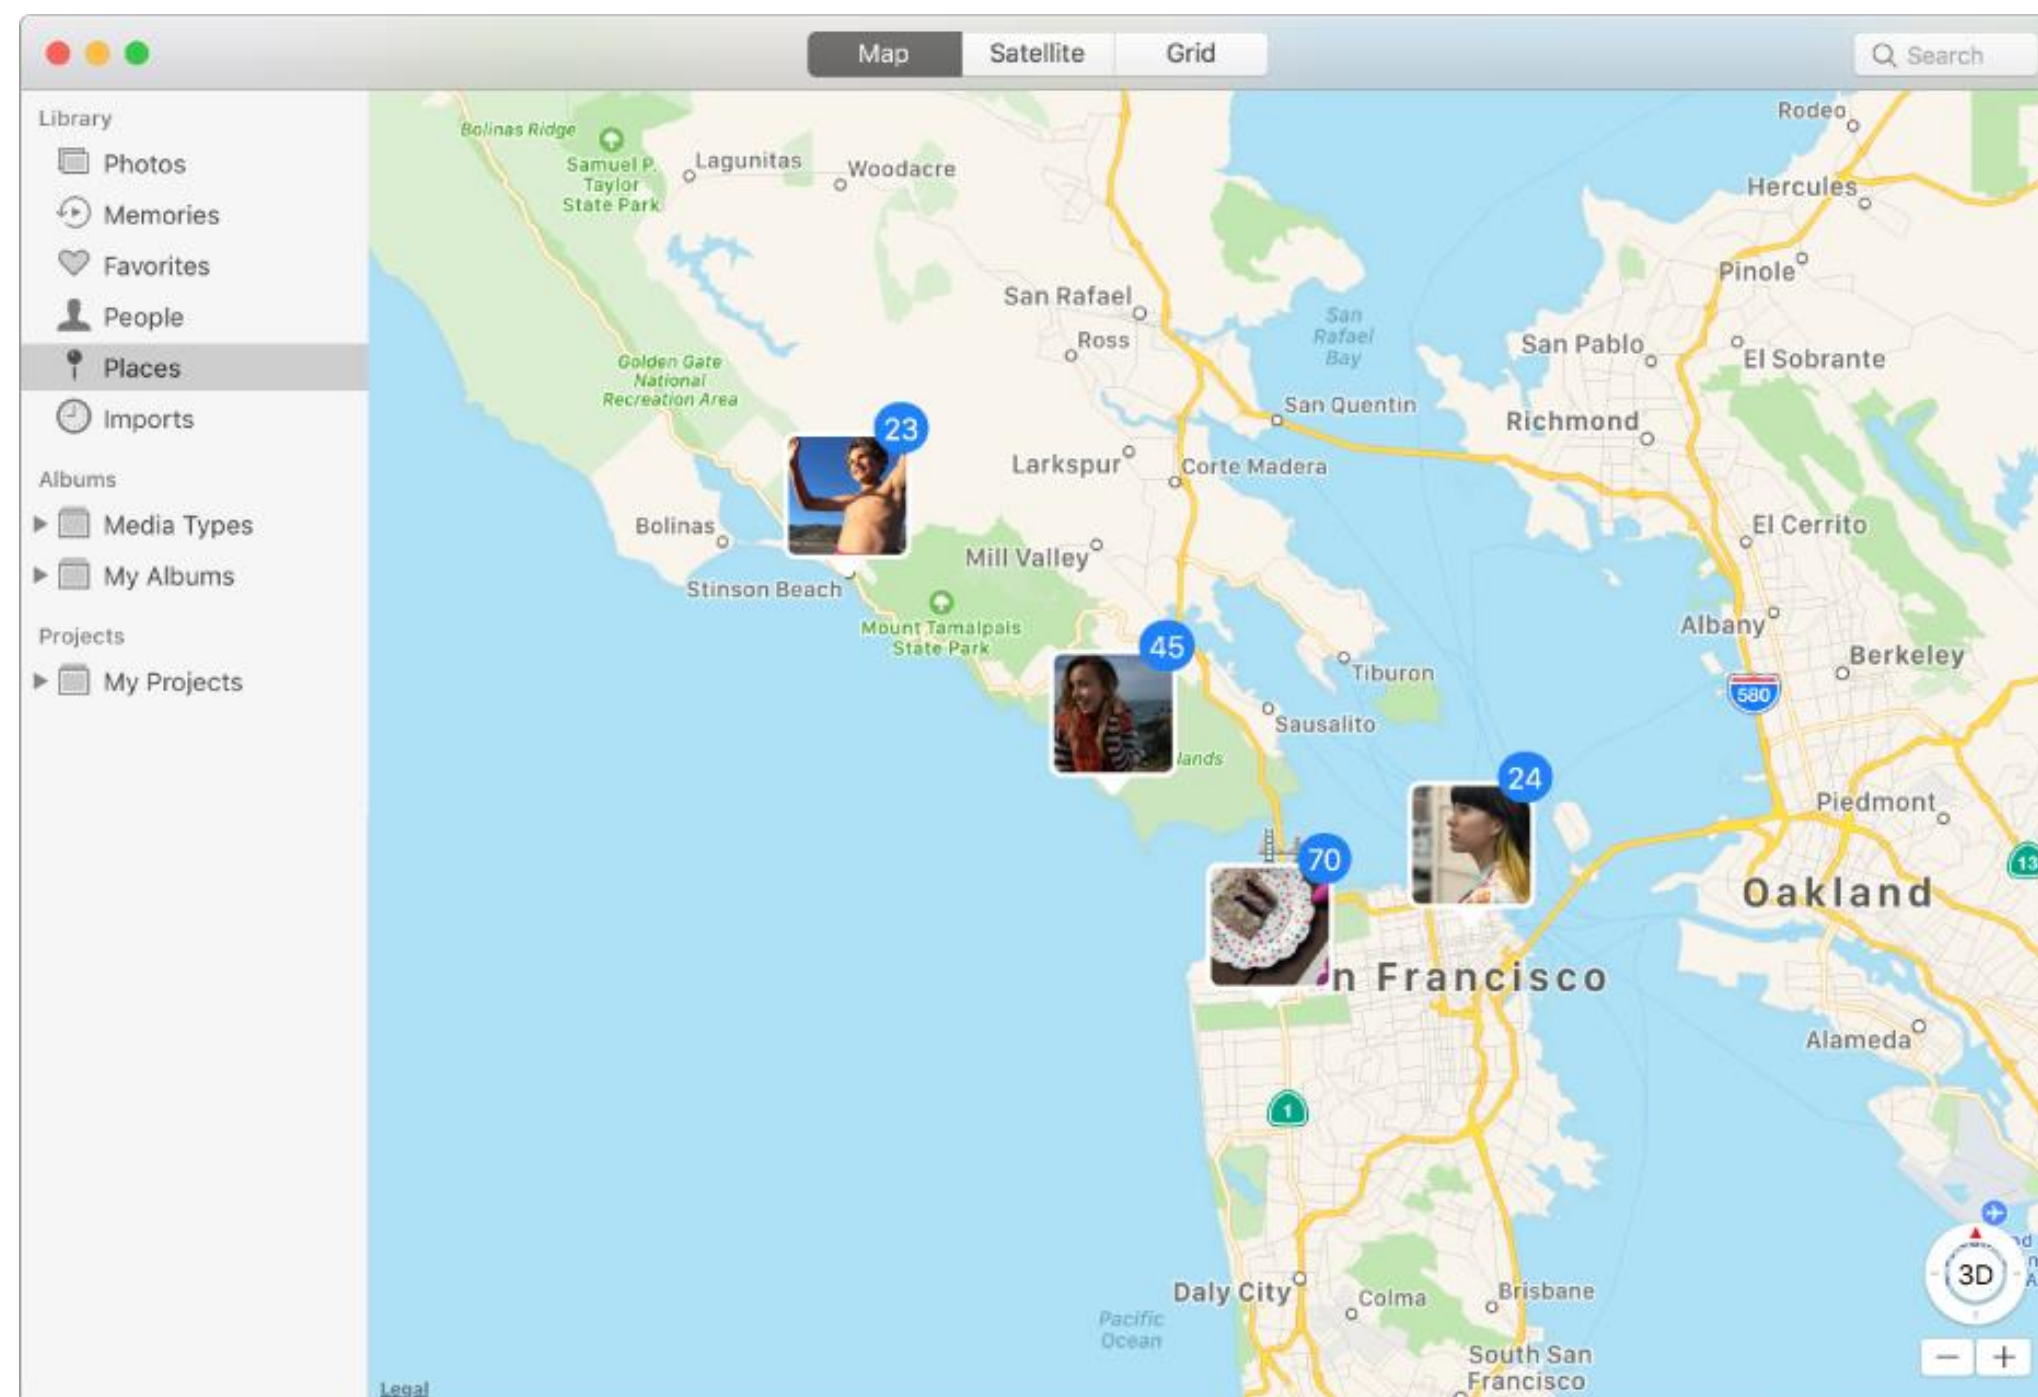 Map
Satellite
Grid
Search
Library
Photos
Memories
Favorites
People
Places
Imports
Albums
Media Types
My Albums
Projects
My Projects
Bolinas Ridge
Samuel P.
Taylor
State Park
Lagunitas
Woodacre
Rodeo
Hercules
Pinole
San Rafael
Ross
San
Rafael
Bay
San Pablo
El Sobrante
Golden Gate
National
Recreation Area
San Quentin
Richmond
23
Larkspur
Corte Madera
Bolinas
Mill Valley
El Cerrito
Stinson Beach
Mount Tamalpais
State Park
Albany
45
Berkeley
Tiburon
580
Sausalito
lands
24
Piedmont
70
13
Oakland
n Francisco
Alameda
1
3D
Daly City
Colma
Brisbane
Pacific
Ocean
South San
Francisco
− +
Legal